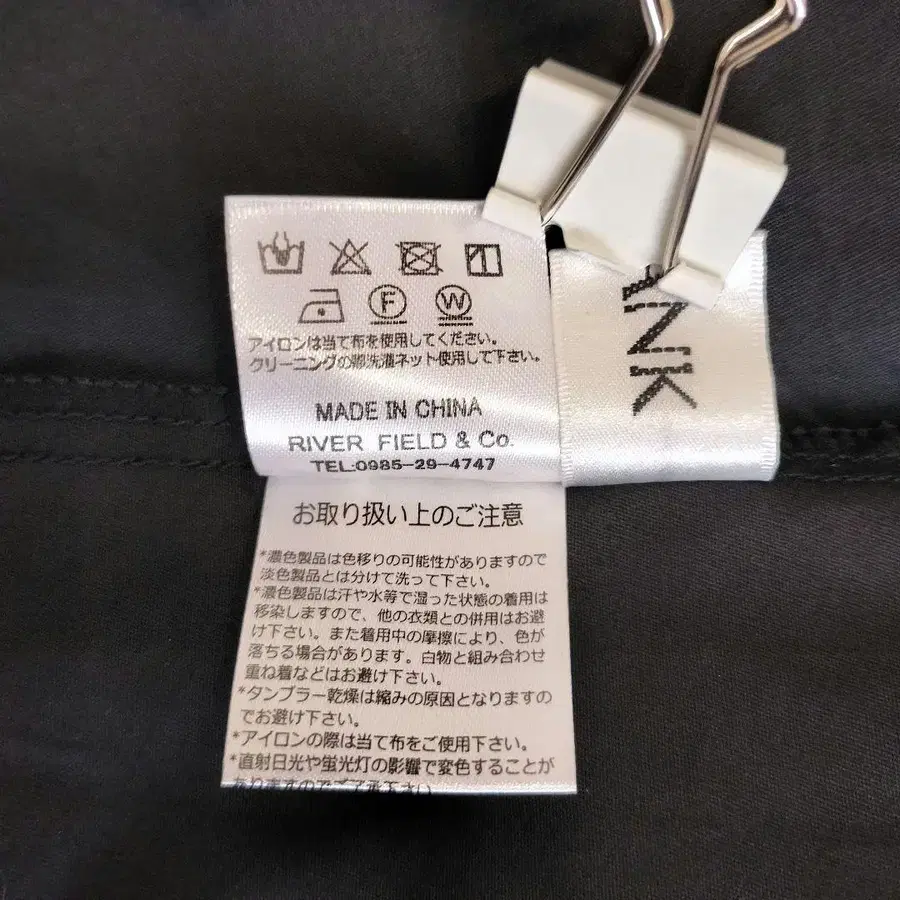 F
W
アイロンは当て布を使用してください。
クリーニングの際洗濯ネット使用して下さい。
MADE IN CHINA
RIVER FIELD & Co.
TEL:0985-29-4747
お取り扱い上のご注意
*濃色製品は色移りの可能性がありますので
淡色製品とは分けて洗って下さい。
*濃色製品は汗や水等で湿った状態の着用は
移染しますので、他の衣類との併用はお避
け下さい。また着用中の摩擦により、色が
落ちる場合があります。白物と組み合わせ
重ね着などはお避け下さい。
*タンブラー乾燥は縮みの原因となりますの
でお避け下さい。
*アイロンの際は当て布をご使用下さい。
*直射日光や蛍光灯の影響で変色することが
ありますのでご了承下さい